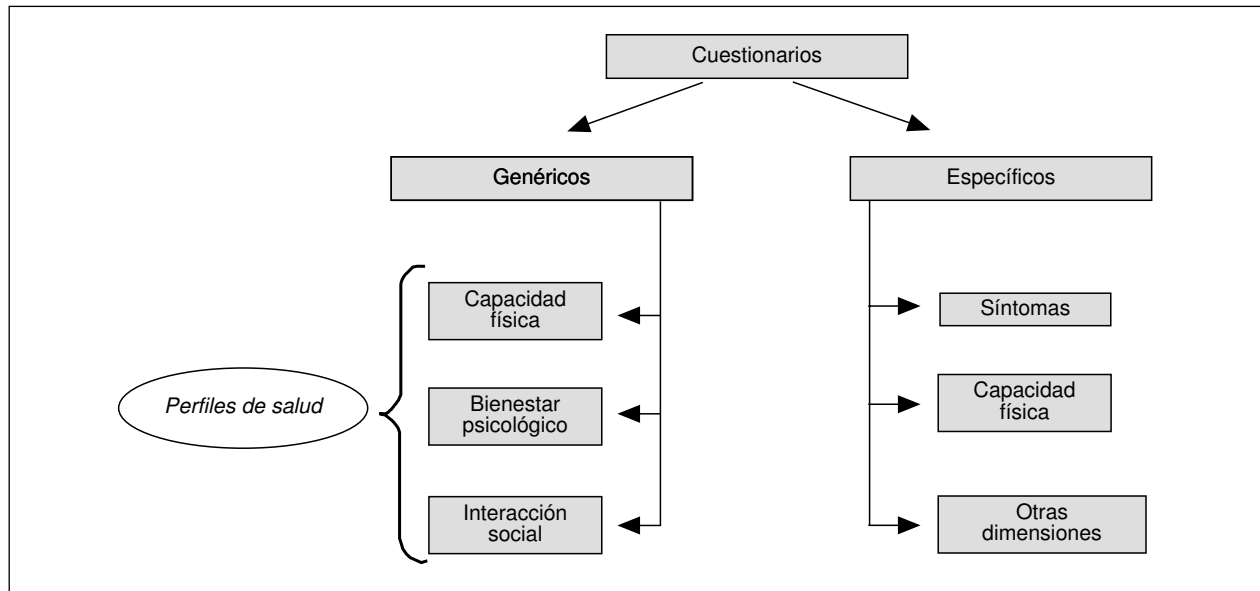 Cuestionarios
Genéricos
Específicos
Capacidad
física
Síntomas
Perfiles de salud
Bienestar
psicológico
Capacidad
física
Interacción
social
Otras
dimensiones